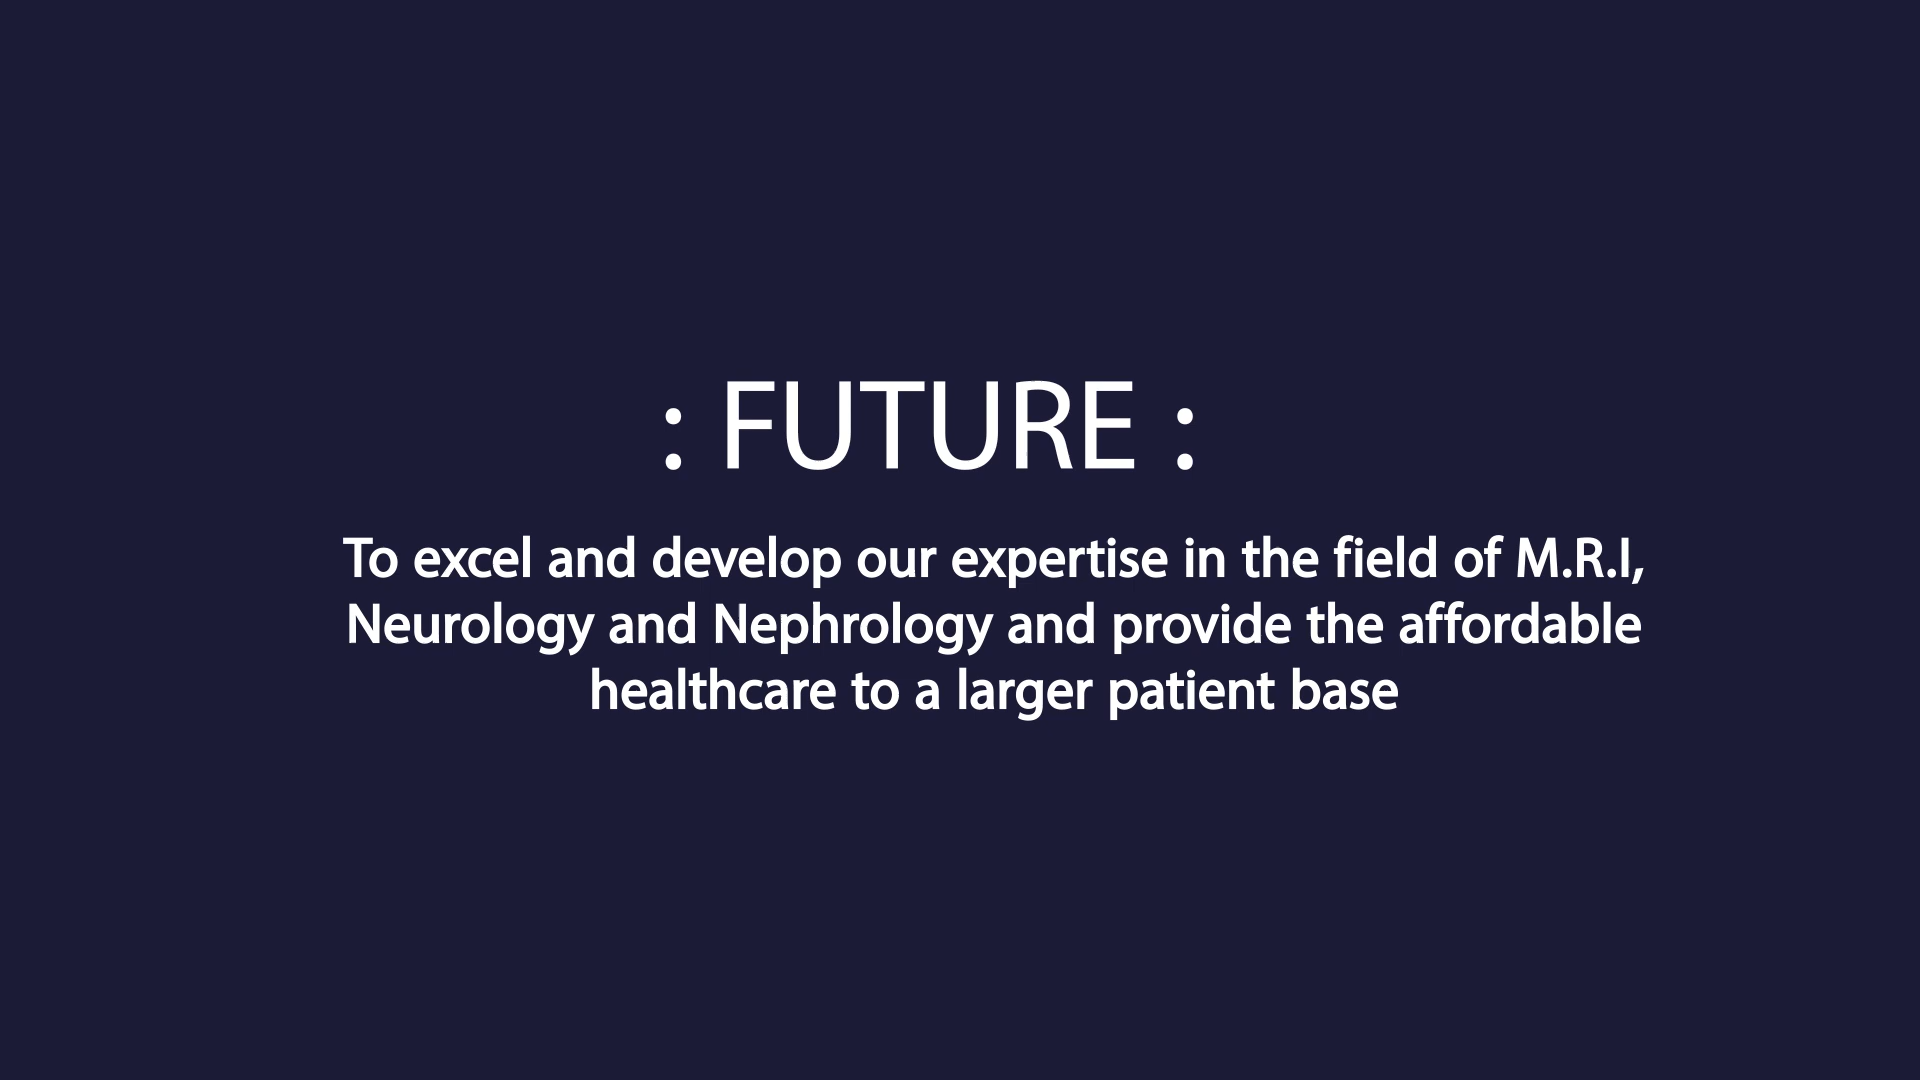 : FUTURE :
To excel and develop our expertise in the field of M.R.I,
Neurology and Nephrology and provide the affordable
healthcare to a larger patient base